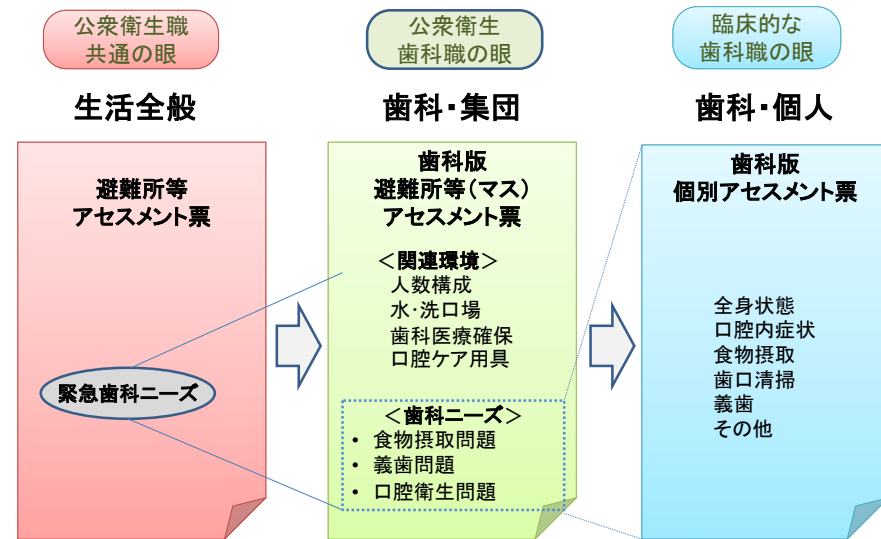 公衆衛生職
共通の眼
公衆衛生
歯科職の眼
臨床的な
歯科職の眼
生活全般
歯科・集団
歯科・個人
避難所等
アセスメント票
緊急歯科ニーズ
歯科版
避難所等(マス)
アセスメント票
<関連環境>
人数構成
水・洗口場
歯科医療確保
口腔ケア用具
<歯科ニーズ>
• 食物摂取問題
• 義歯問題
• 口腔衛生問題
歯科版
個別アセスメント票
全身状態
口腔内症状
食物摂取
歯口清掃
義歯
その他